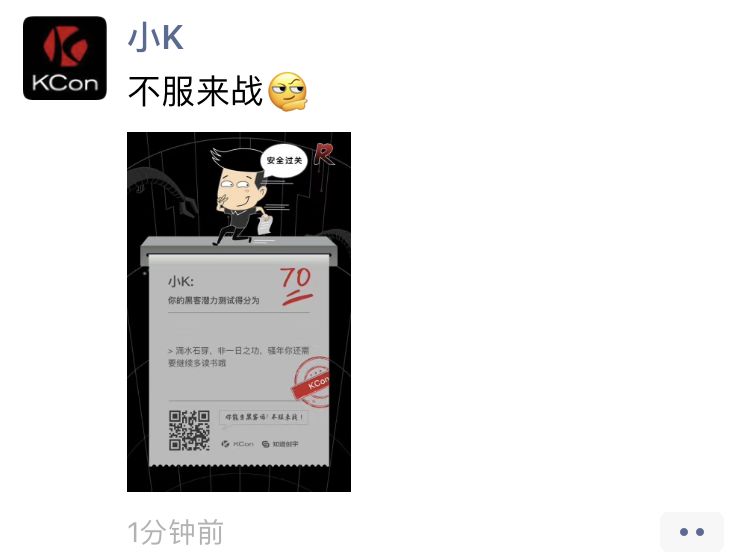 KCon
小K
不服来战
安全过关
小K:
70
你的黑客潜力测试得分为
> 滴水石穿，非一日之功，骚年你还需
要继续多读书哦
KCon
你能当黑客吗？不服来战！
KCon 知道创宇
1分钟前